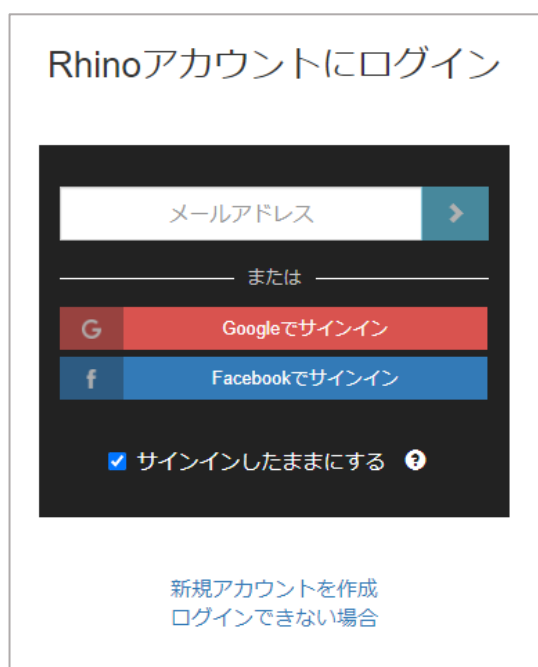 Rhinoアカウントにログイン
メールアドレス
または
Googleでサインイン
Facebookでサインイン
サインインしたままにする
新規アカウントを作成
ログインできない場合